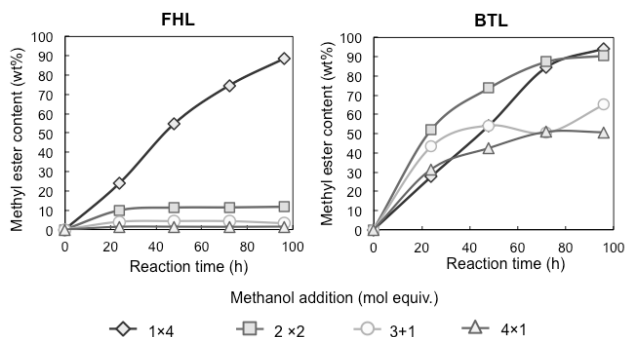 FHL
Methyl ester content (wt%)
100
90
80
70
60
50
40
30
20
10
0
0 20 40 60 80 100
Reaction time (h)
BTL
Methyl ester content (wt%)
100
90
80
70
60
50
40
30
20
10
0
0 20 40 60 80 100
Reaction time (h)
Methanol addition (mol equiv.)
1×4 2 ×2 3+1 4×1